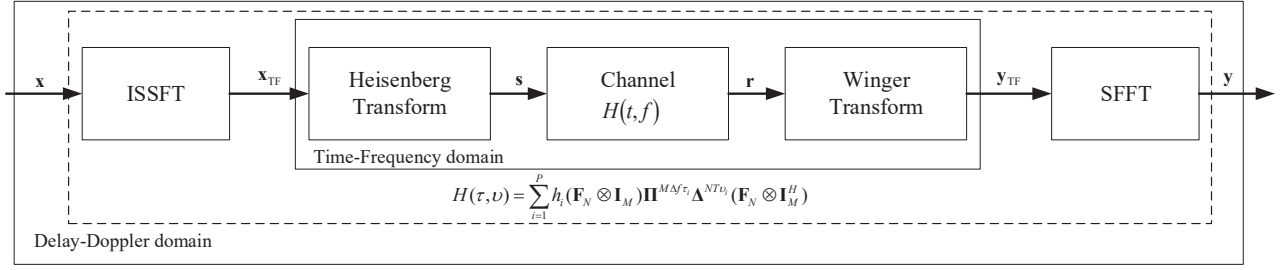 x
ISSFT
x_TF
Heisenberg
Transform
s
Channel
H(t, f)
r
Winger
Transform
y_TF
SFFT
y
Time-Frequency domain
H(τ,υ) = ∑_{i=1}^{P} h_i (F_N ⊗ I_M) Π^{MΔfτ_i} Δ^{NTυ_i} (F_N ⊗ I_M^H)
Delay-Doppler domain